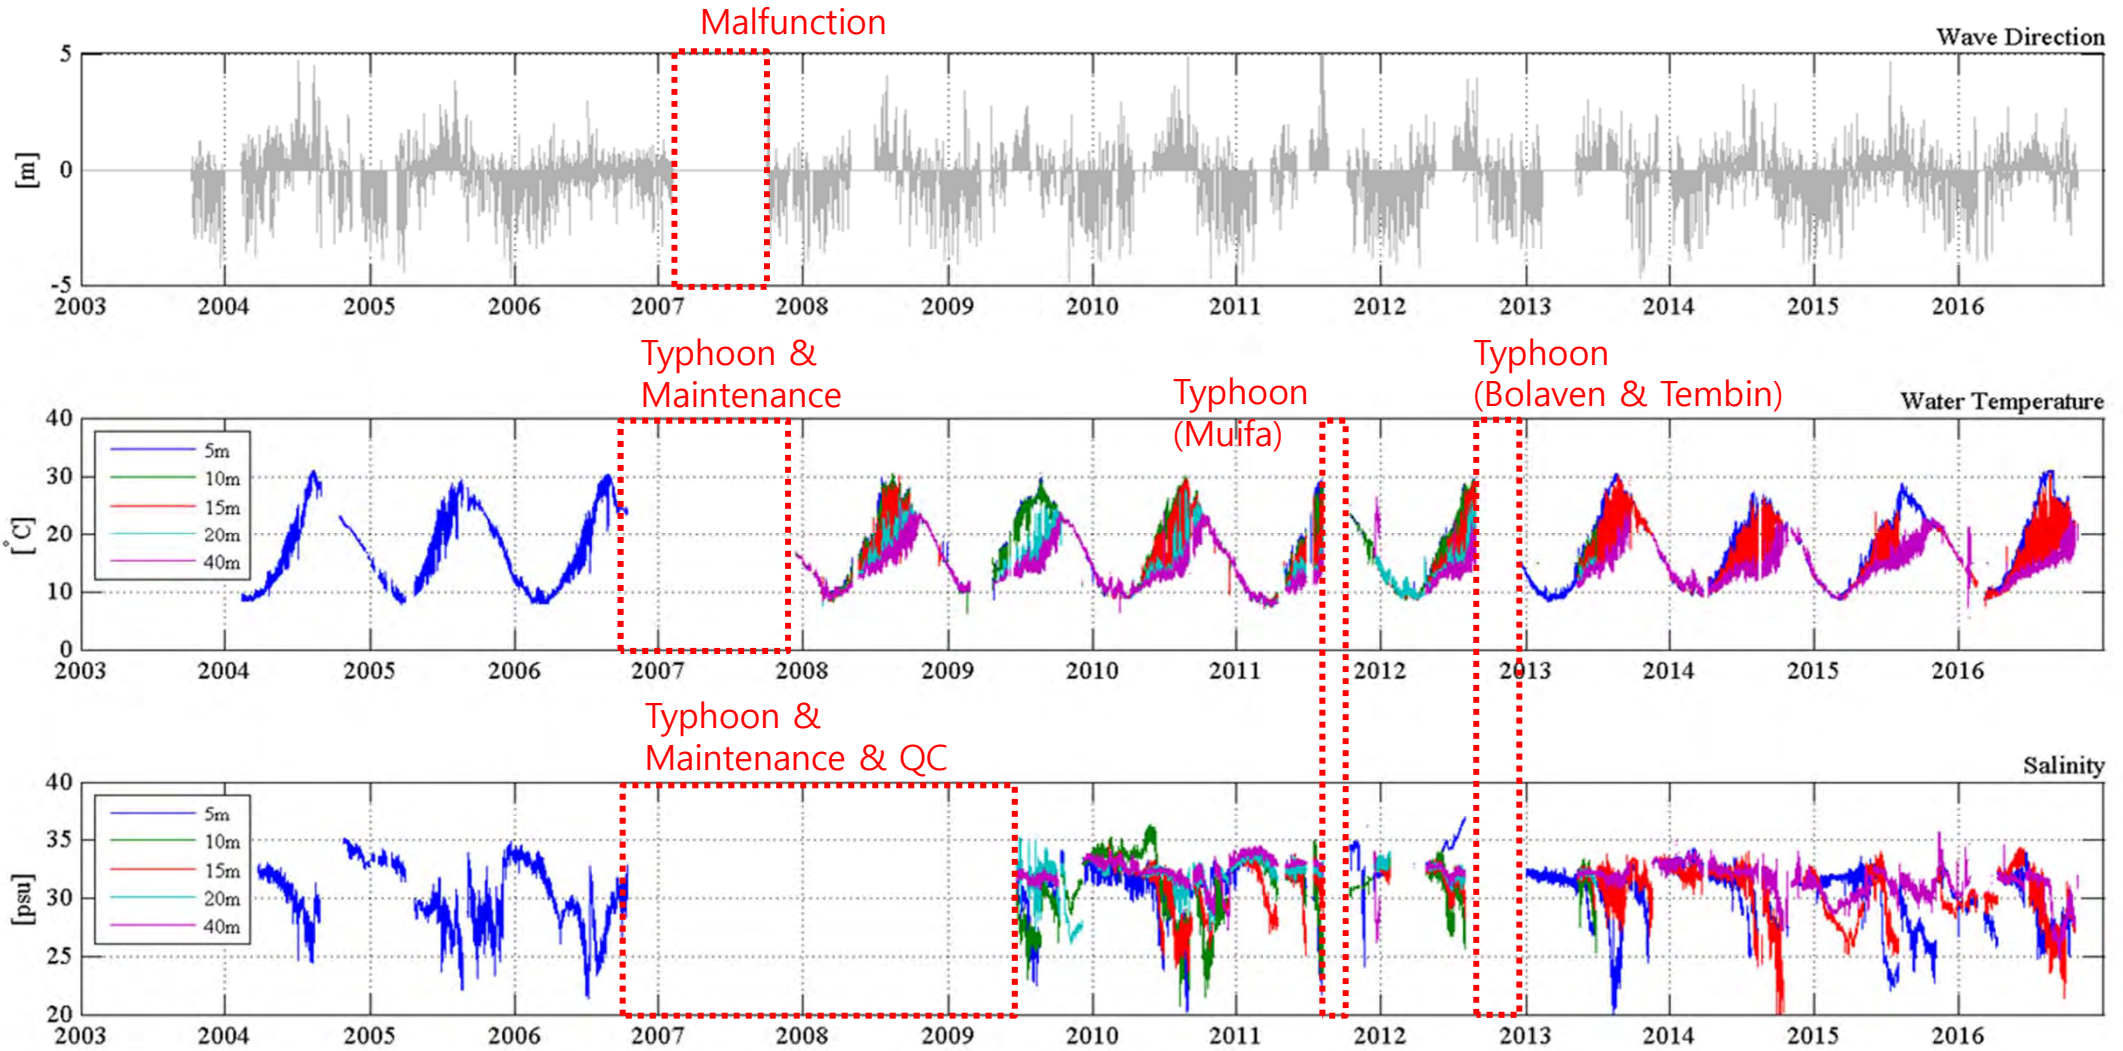 Malfunction
Wave Direction
5
0
-5
[m]
2003 2004 2005 2006 2007 2008 2009 2010 2011 2012 2013 2014 2015 2016
Typhoon &
Maintenance
Typhoon
(Muifa)
Typhoon
(Bolaven & Tembin)
Water Temperature
40
30
20
10
0
[°C]
5m
10m
15m
20m
40m
2003 2004 2005 2006 2007 2008 2009 2010 2011 2012 2013 2014 2015 2016
Typhoon &
Maintenance & QC
Salinity
40
35
30
25
20
[psu]
5m
10m
15m
20m
40m
2003 2004 2005 2006 2007 2008 2009 2010 2011 2012 2013 2014 2015 2016